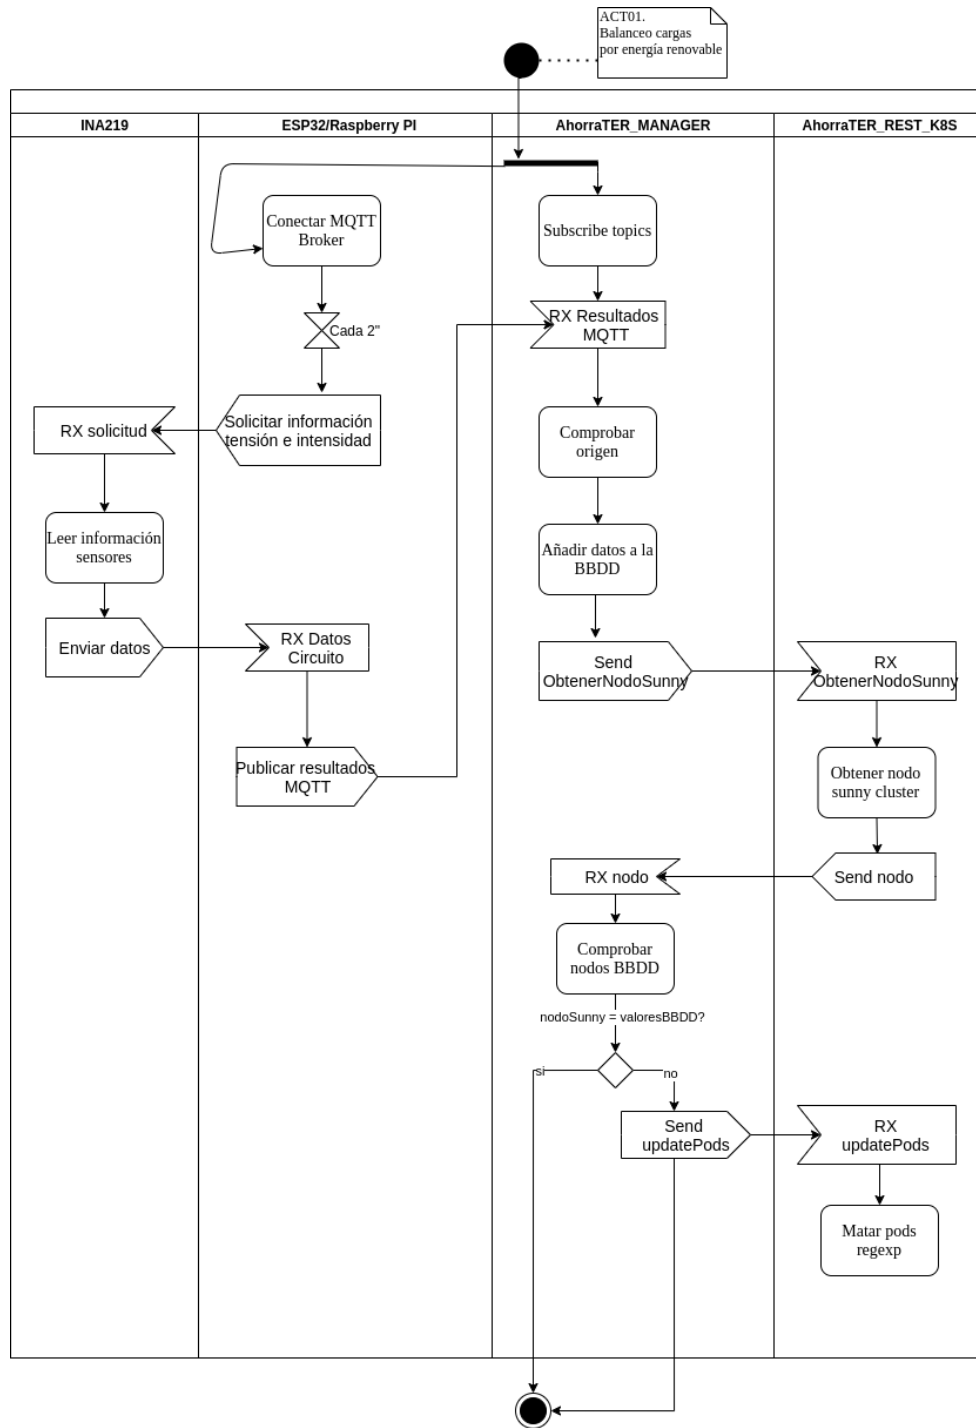 ACT01.
Balanceo cargas
por energía renovable
INA219
ESP32/Raspberry PI
AhorraTER_MANAGER
AhorraTER_REST_K8S
Conectar MQTT
Broker
Subscribe topics
Cada 2"
RX Resultados
MQTT
Solicitar información
tensión e intensidad
RX solicitud
Comprobar
origen
Leer información
sensores
Añadir datos a la
BBDD
Enviar datos
RX Datos
Circuito
Send
ObtenerNodoSunny
RX
ObtenerNodoSunny
Publicar resultados
MQTT
Obtener nodo
sunny cluster
RX nodo
Send nodo
Comprobar
nodos BBDD
nodoSunny = valoresBBDD?
si
no
Send
updatePods
RX
updatePods
Matar pods
regexp